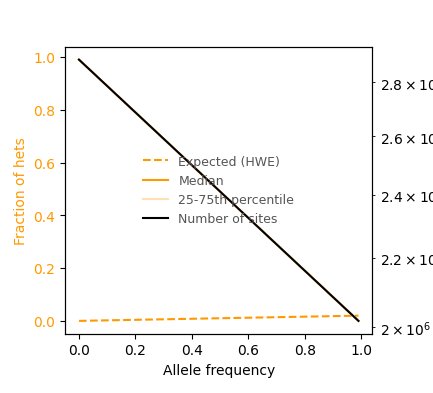 1.0
0.8
0.6
0.4
0.2
0.0
Fraction of hets
Expected (HWE)
Median
25-75th percentile
Number of sites
2.8 × 10
2.6 × 10
2.4 × 10
2.2 × 10
2 × 10⁶
0.0 0.2 0.4 0.6 0.8 1.0
Allele frequency